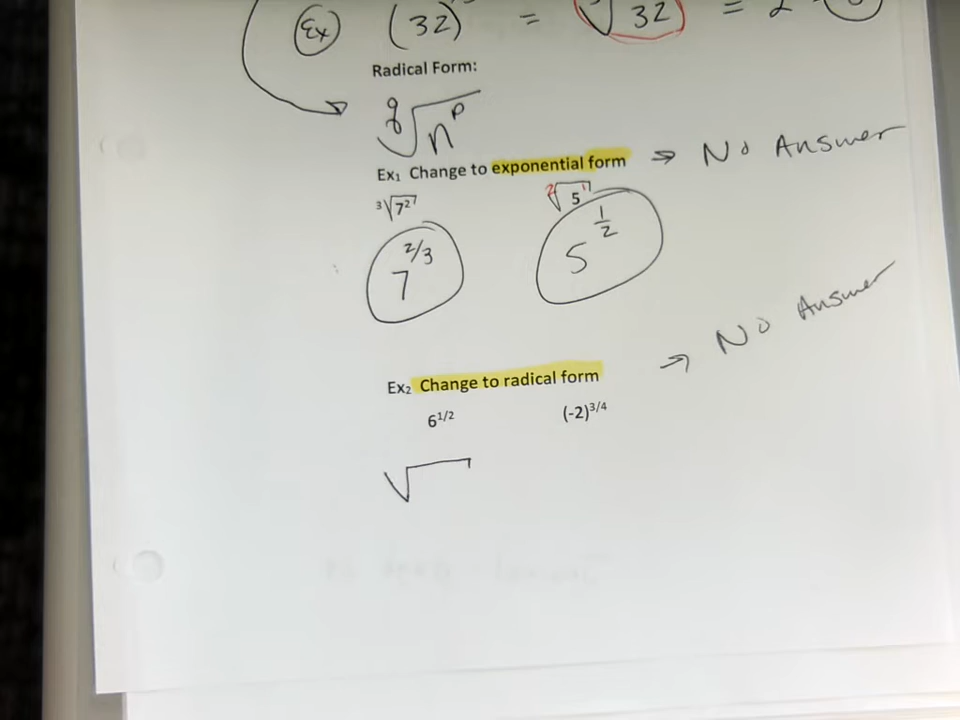 Ex (32) = √32 = 2
Radical Form:
q√n^p
Ex₁ Change to exponential form → No Answer
³√7²⁷ ²√5¹
7^2/3 5^1/2
Ex₂ Change to radical form → No Answer
6^1/2 (-2)^3/4
√